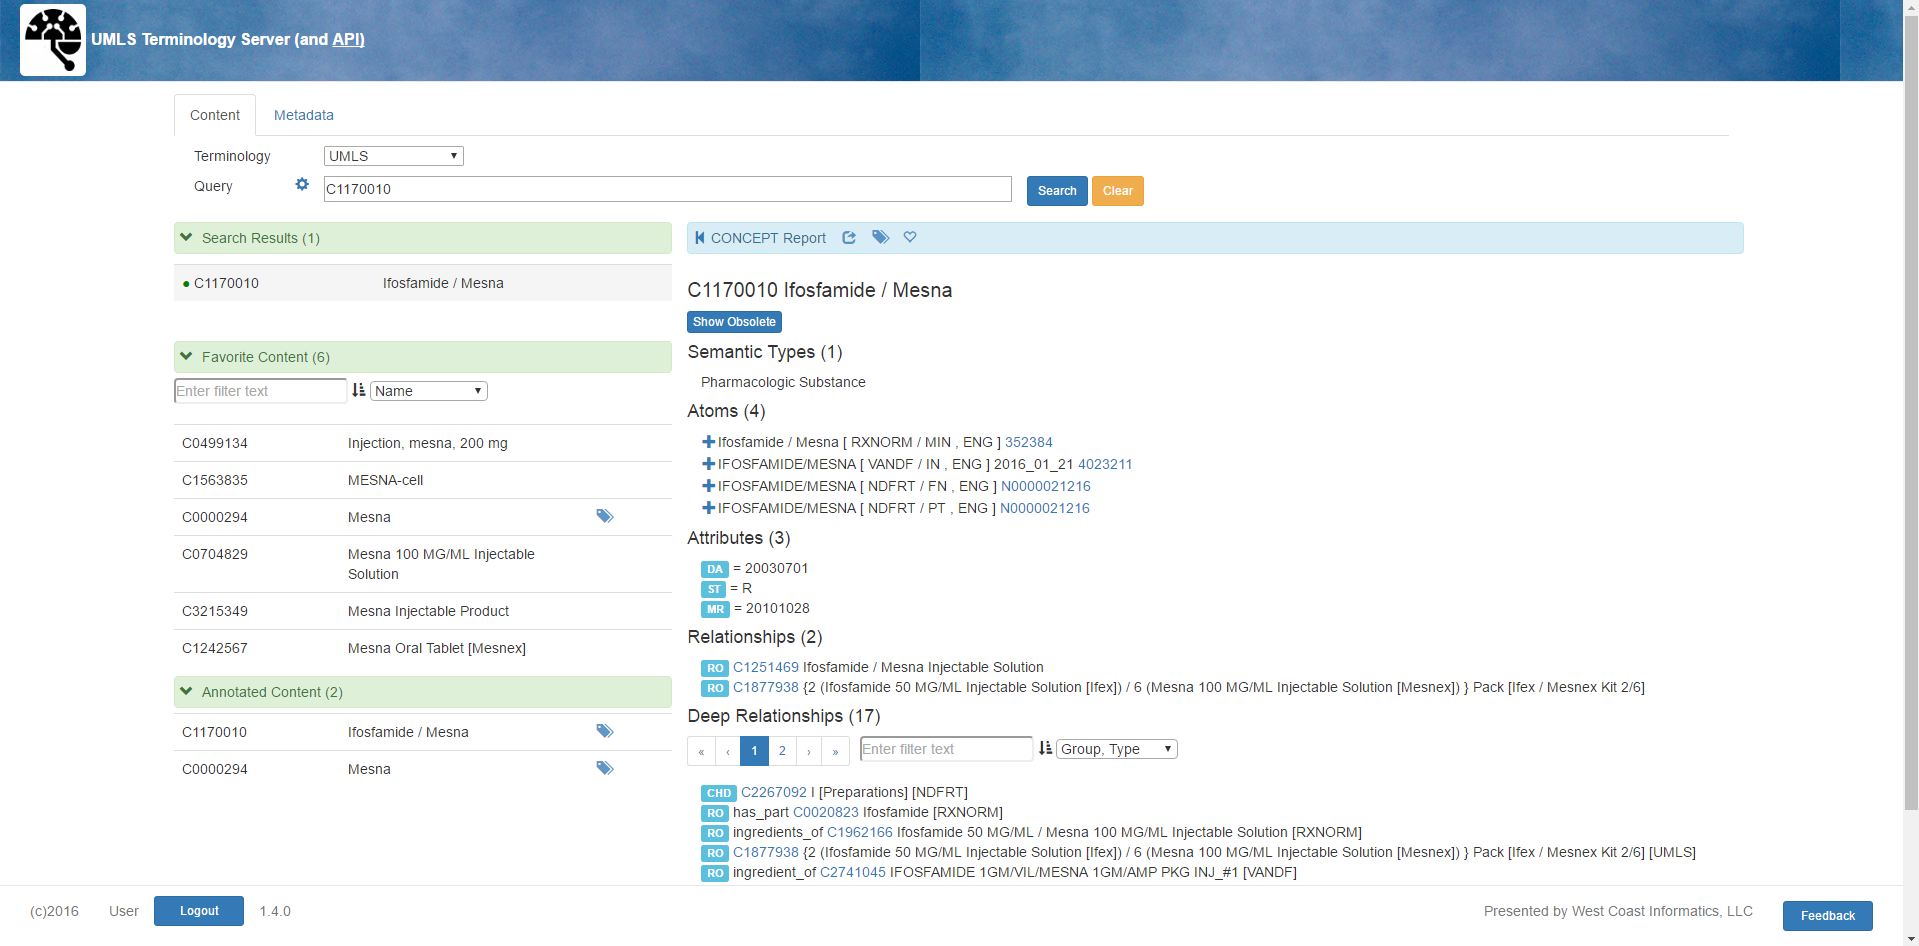 UMLS Terminology Server (and API)
Content Metadata
Terminology UMLS
Query C1170010 Search Clear
Search Results (1)
C1170010 Ifosfamide / Mesna
Favorite Content (6)
Enter filter text Name
C0499134 Injection, mesna, 200 mg
C1563835 MESNA-cell
C0000294 Mesna
C0704829 Mesna 100 MG/ML Injectable
Solution
C3215349 Mesna Injectable Product
C1242567 Mesna Oral Tablet [Mesnex]
Annotated Content (2)
C1170010 Ifosfamide / Mesna
C0000294 Mesna
CONCEPT Report
C1170010 Ifosfamide / Mesna
Show Obsolete
Semantic Types (1)
Pharmacologic Substance
Atoms (4)
Ifosfamide / Mesna [ RXNORM / MIN , ENG ] 352384
IFOSFAMIDE/MESNA [ VANDF / IN , ENG ] 2016_01_21 4023211
IFOSFAMIDE/MESNA [ NDFRT / FN , ENG ] N0000021216
IFOSFAMIDE/MESNA [ NDFRT / PT , ENG ] N0000021216
Attributes (3)
DA = 20030701
ST = R
MR = 20101028
Relationships (2)
RO C1251469 Ifosfamide / Mesna Injectable Solution
RO C1877938 {2 (Ifosfamide 50 MG/ML Injectable Solution [Ifex]) / 6 (Mesna 100 MG/ML Injectable Solution [Mesnex]) } Pack [Ifex / Mesnex Kit 2/6]
Deep Relationships (17)
« ‹ 1 2 › » Enter filter text Group, Type
CHD C2267092 I [Preparations] [NDFRT]
RO has_part C0020823 Ifosfamide [RXNORM]
RO ingredients_of C1962166 Ifosfamide 50 MG/ML / Mesna 100 MG/ML Injectable Solution [RXNORM]
RO C1877938 {2 (Ifosfamide 50 MG/ML Injectable Solution [Ifex]) / 6 (Mesna 100 MG/ML Injectable Solution [Mesnex]) } Pack [Ifex / Mesnex Kit 2/6] [UMLS]
RO ingredient_of C2741045 IFOSFAMIDE 1GM/VIL/MESNA 1GM/AMP PKG INJ_#1 [VANDF]
(c)2016 User Logout 1.4.0 Presented by West Coast Informatics, LLC Feedback